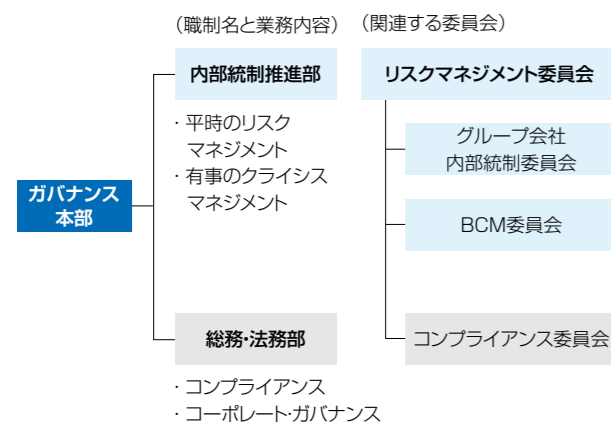 （職制名と業務内容）
（関連する委員会）
内部統制推進部
リスクマネジメント委員会
・平時のリスク
マネジメント
・有事のクライシス
マネジメント
グループ会社
内部統制委員会
ガバナンス
本部
BCM委員会
総務・法務部
コンプライアンス委員会
・コンプライアンス
・コーポレート・ガバナンス